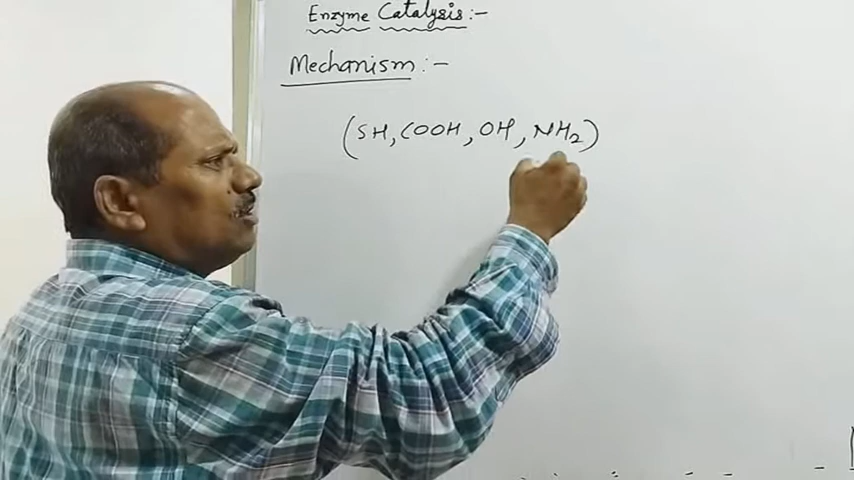 Enzyme Catalysis :-
Mechanism :-
(SH, COOH, OH, NH2)